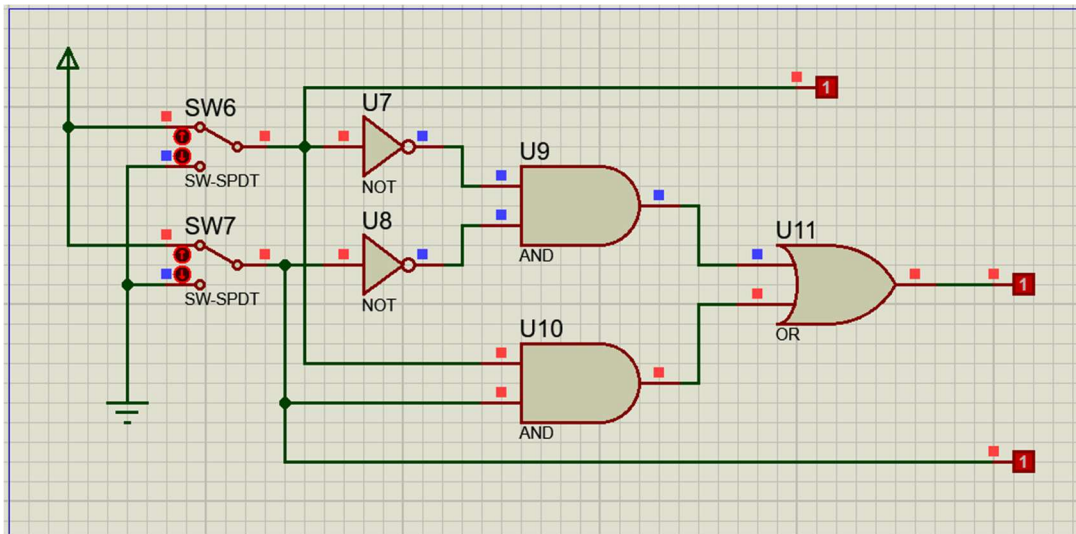 1
SW6
U7
SW-SPDT
NOT
U9
AND
SW7
U8
SW-SPDT
NOT
U11
OR
1
U10
AND
1